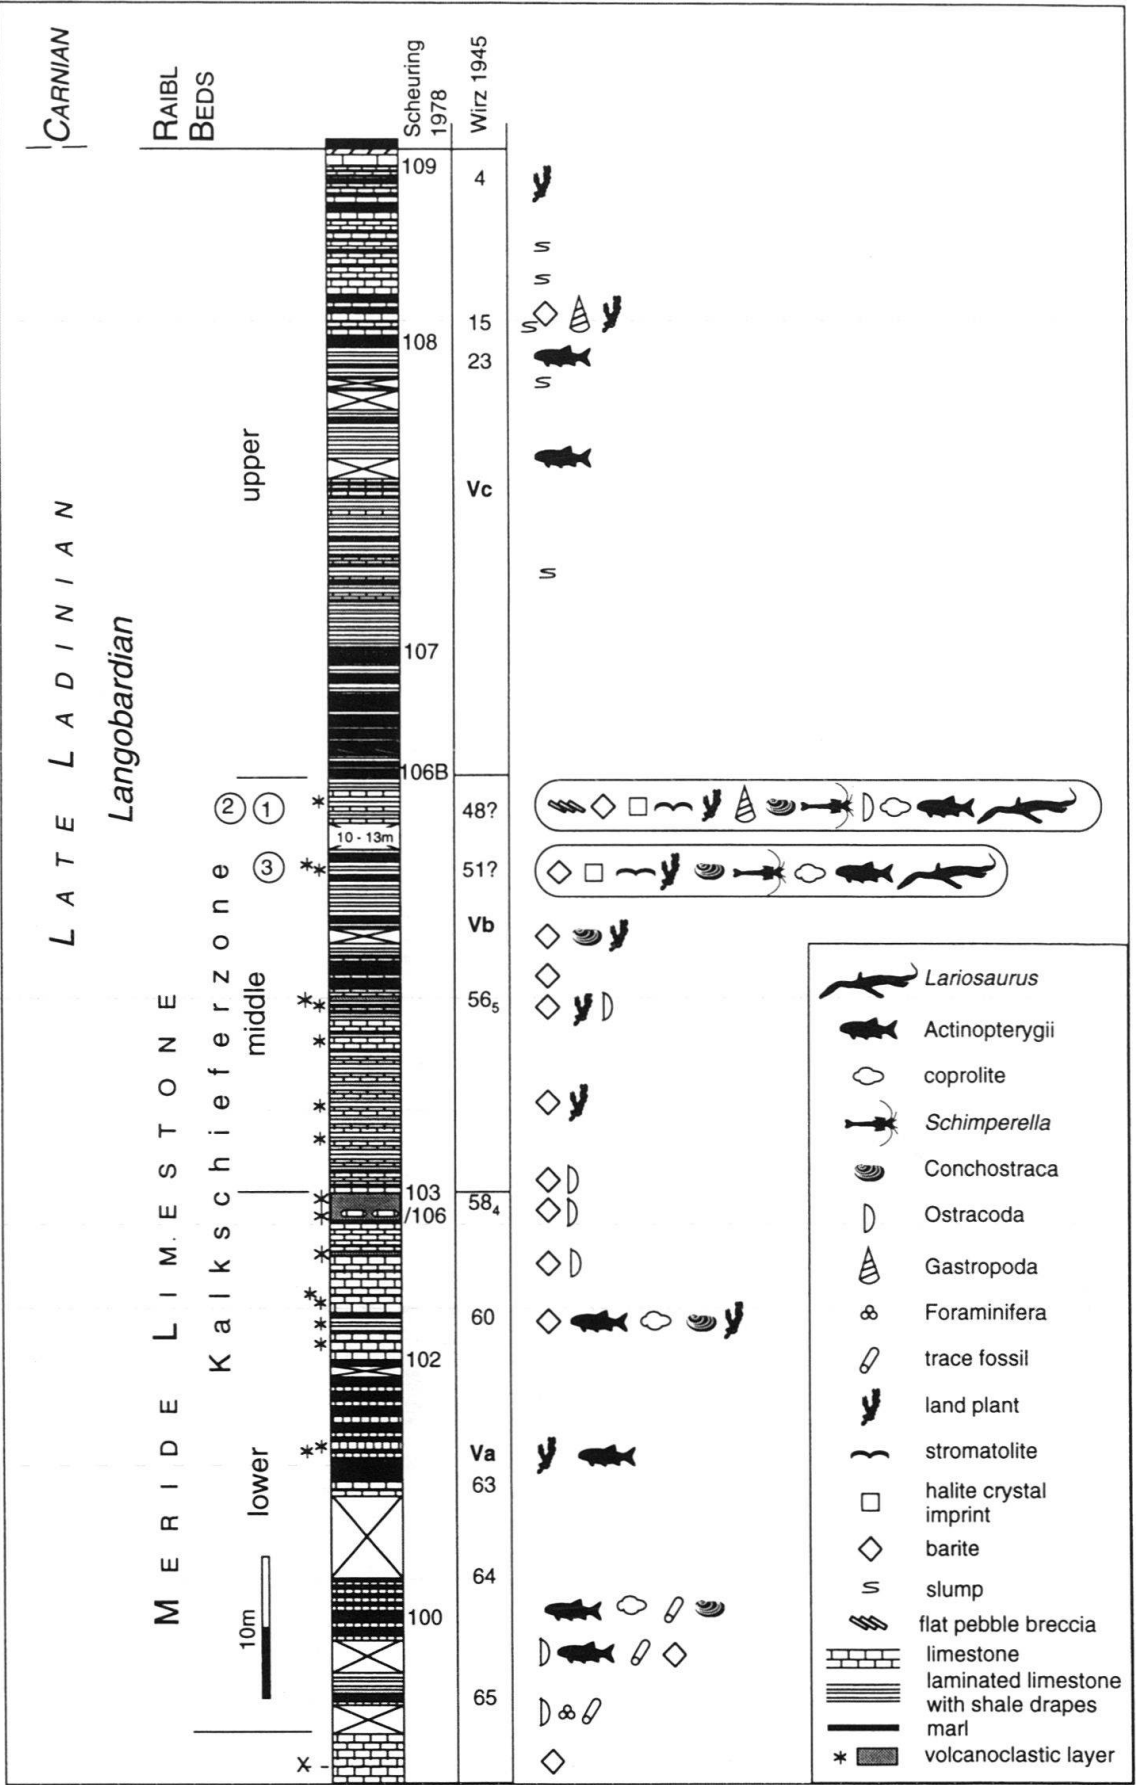 CARNIAN
RAIBL
BEDS
Scheuring
1978
Wirz 1945
109
4
15
108
23
upper
Vc
LATE LADINIAN
Langobardian
107
106B
2
1
48?
10 - 13m
3
51?
Vb
MERIDE LIMESTONE
Kalkschieferzone
middle
56₅
103
/106
58₄
60
102
Va
63
lower
64
10m
100
65
x -
Lariosaurus
Actinopterygii
coprolite
Schimperella
Conchostraca
Ostracoda
Gastropoda
Foraminifera
trace fossil
land plant
stromatolite
halite crystal
imprint
barite
slump
flat pebble breccia
limestone
laminated limestone
with shale drapes
marl
volcanoclastic layer